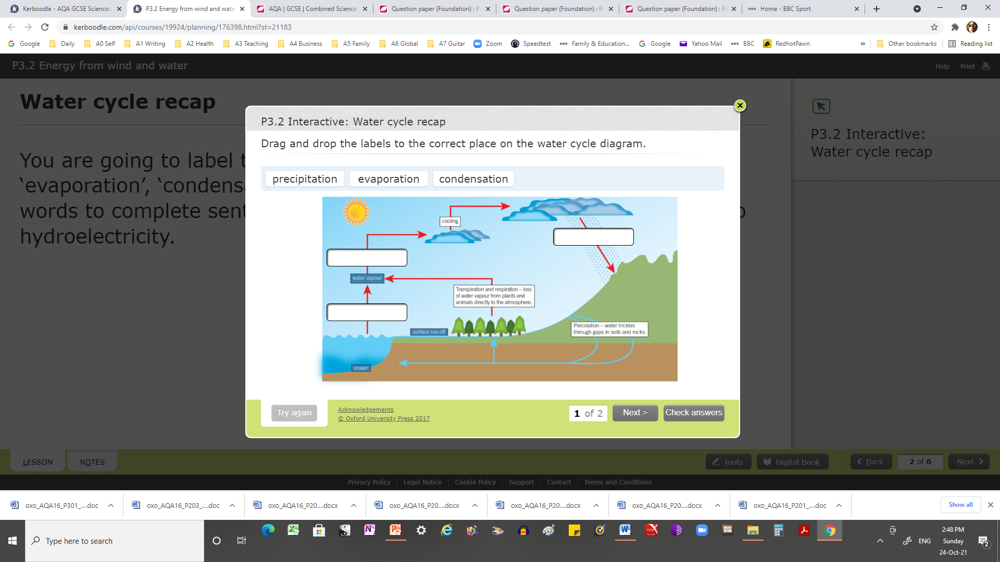 Kerboodle - AQA GCSE Sciences
P3.2 Energy from wind and wate
AQA | GCSE | Combined Science
Question paper (Foundation) : P
Question paper (Foundation) : P
Question paper (Foundation) : P
Home - BBC Sport
kerboodle.com/api/courses/19924/planning/176398.html?st=21183
Google
Daily
A0 Self
A1 Writing
A2 Health
A3 Teaching
A4 Business
A5 Family
A6 Global
A7 Guitar
Zoom
Speedtest
Family & Education...
Google
Yahoo Mail
BBC
RedhotPawn
»
Other bookmarks
Reading list
P3.2 Energy from wind and water
Help
Print
Water cycle recap
You are going to label t
‘evaporation’, ‘condensa
words to complete sent
hydroelectricity.
P3.2 Interactive:
Water cycle recap
P3.2 Interactive: Water cycle recap
Drag and drop the labels to the correct place on the water cycle diagram.
precipitation
evaporation
condensation
cooling
water vapour
Transpiration and respiration – loss
of water vapour from plants and
animals directly to the atmosphere.
surface run-off
Percolation – water trickles
through gaps in soils and rocks.
ocean
Try again
Acknowledgements
© Oxford University Press 2017
1 of 2
Next >
Check answers
LESSON
NOTES
Tools
Digital Book
Back
2 of 6
Next
Privacy Policy
Legal Notice
Cookie Policy
Support
Contact
Terms and Conditions
oxo_AQA16_P301_....doc
oxo_AQA16_P203_....doc
oxo_AQA16_P20....docx
oxo_AQA16_P20....docx
oxo_AQA16_P20....docx
oxo_AQA16_P20....docx
oxo_AQA16_P201_....doc
Show all
Type here to search
ENG
2:48 PM
Sunday
24-Oct-21
2